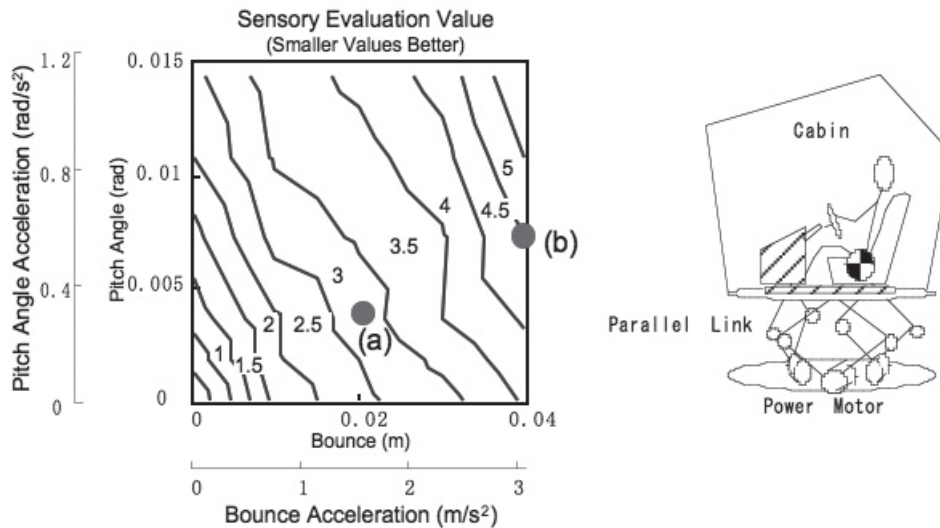 Sensory Evaluation Value
(Smaller Values Better)
Pitch Angle Acceleration (rad/s²)
1.2
0.8
0.4
0
Pitch Angle (rad)
0.015
0.01
0.005
0
1
1.5
2
2.5
3
3.5
4
4.5
5
(a)
(b)
0 0.02 0.04
Bounce (m)
0 1 2 3
Bounce Acceleration (m/s²)
Cabin
Parallel Link
Power Motor